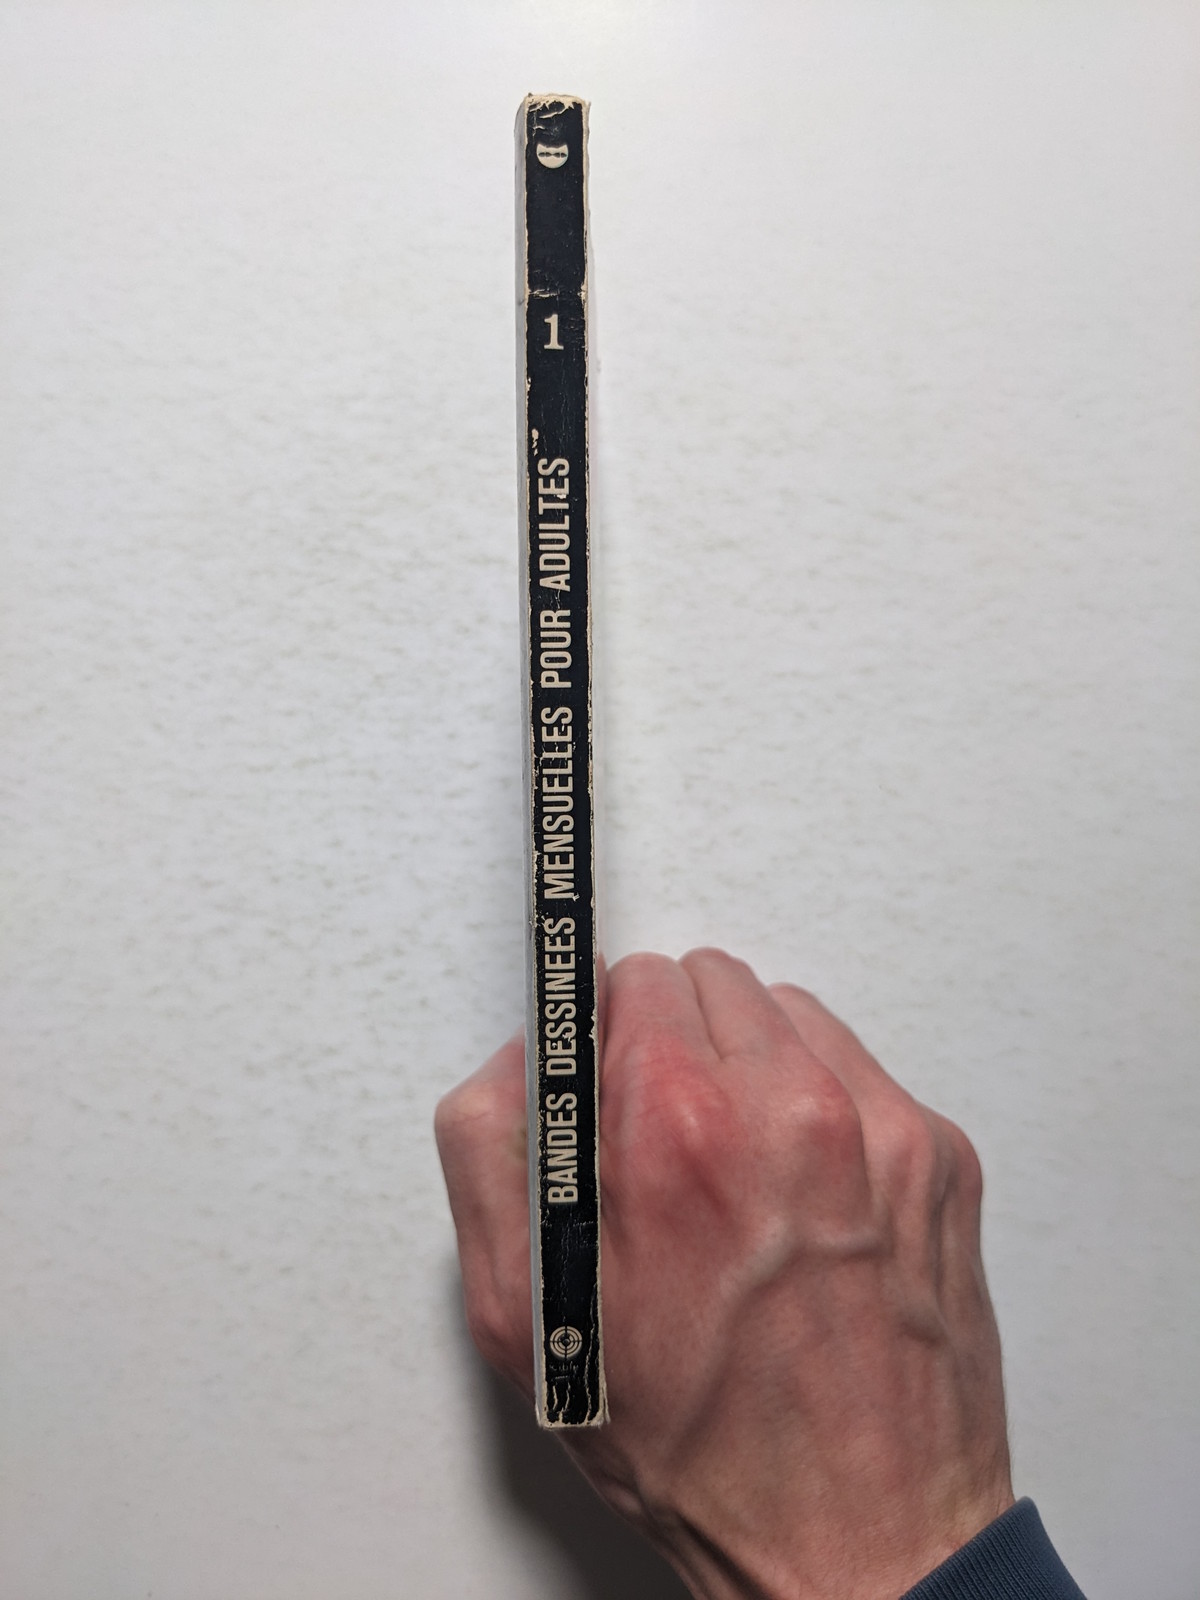 1
BANDES DESSINEES MENSUELLES POUR ADULTES